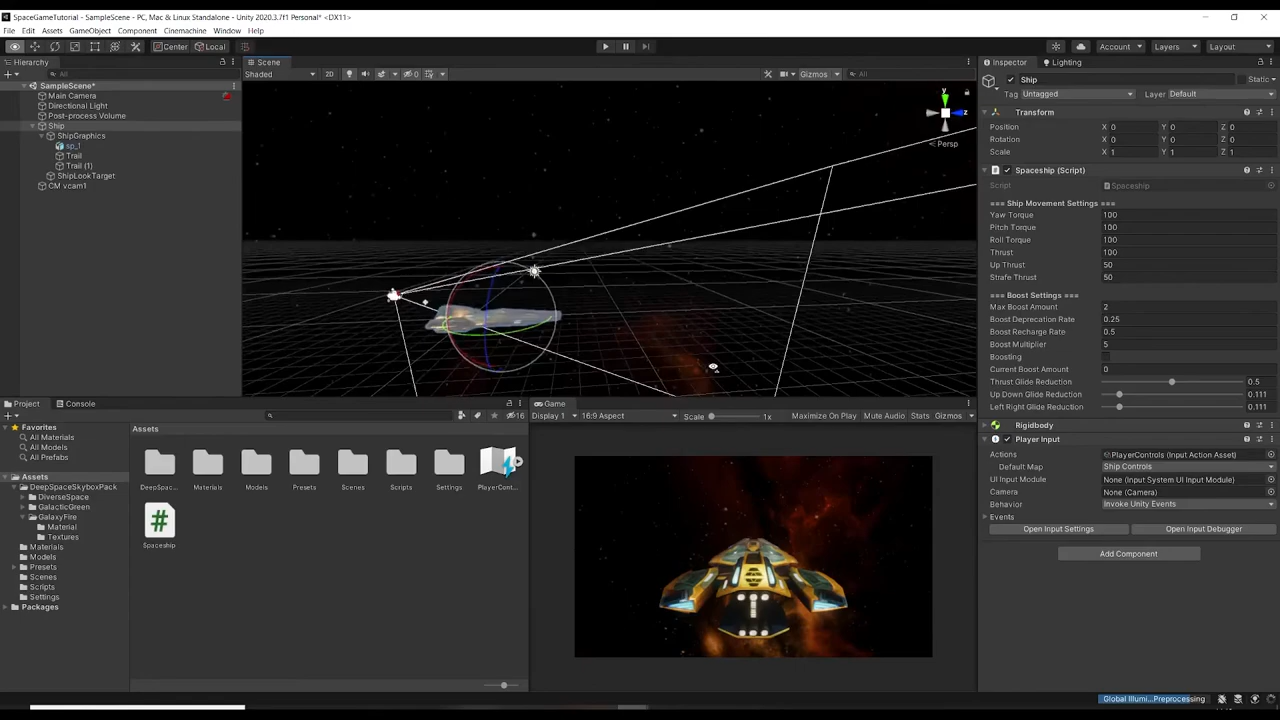 SpaceGameTutorial - SampleScene - PC, Mac & Linux Standalone - Unity 2020.3.7f1 Personal* <DX11>
File Edit Assets GameObject Component Cinemachine Window Help
Center Local Account Layers Layout
Hierarchy
All
SampleScene*
Main Camera
Directional Light
Post-process Volume
Ship
ShipGraphics
sp_1
Trail
Trail (1)
ShipLookTarget
CM vcam1
Scene
Shaded 2D 0 Gizmos All
y
z
Persp
Inspector Lighting
Ship Static
Tag Untagged Layer Default
Transform
Position X 0 Y 0 Z 0
Rotation X 0 Y 0 Z 0
Scale X 1 Y 1 Z 1
Spaceship (Script)
Script Spaceship
=== Ship Movement Settings ===
Yaw Torque 100
Pitch Torque 100
Roll Torque 100
Thrust 100
Up Thrust 50
Strafe Thrust 50
=== Boost Settings ===
Max Boost Amount 2
Boost Deprecation Rate 0.25
Boost Recharge Rate 0.5
Boost Multiplier 5
Boosting
Current Boost Amount 0
Thrust Glide Reduction 0.5
Up Down Glide Reduction 0.111
Left Right Glide Reduction 0.111
Rigidbody
Player Input
Actions PlayerControls (Input Action Asset)
Default Map Ship Controls
UI Input Module None (Input System UI Input Module)
Camera None (Camera)
Behavior Invoke Unity Events
Events
Open Input Settings Open Input Debugger
Add Component
Project Console
16
Favorites
All Materials
All Models
All Prefabs
Assets
DeepSpaceSkyboxPack
DiverseSpace
GalacticGreen
GalaxyFire
Material
Textures
Materials
Models
Presets
Scenes
Scripts
Settings
Packages
Assets
DeepSpac... Materials Models Presets Scenes Scripts Settings PlayerCont...
#
Spaceship
Game
Display 1 16:9 Aspect Scale 1x Maximize On Play Mute Audio Stats Gizmos
Global Illumi...Preprocessing